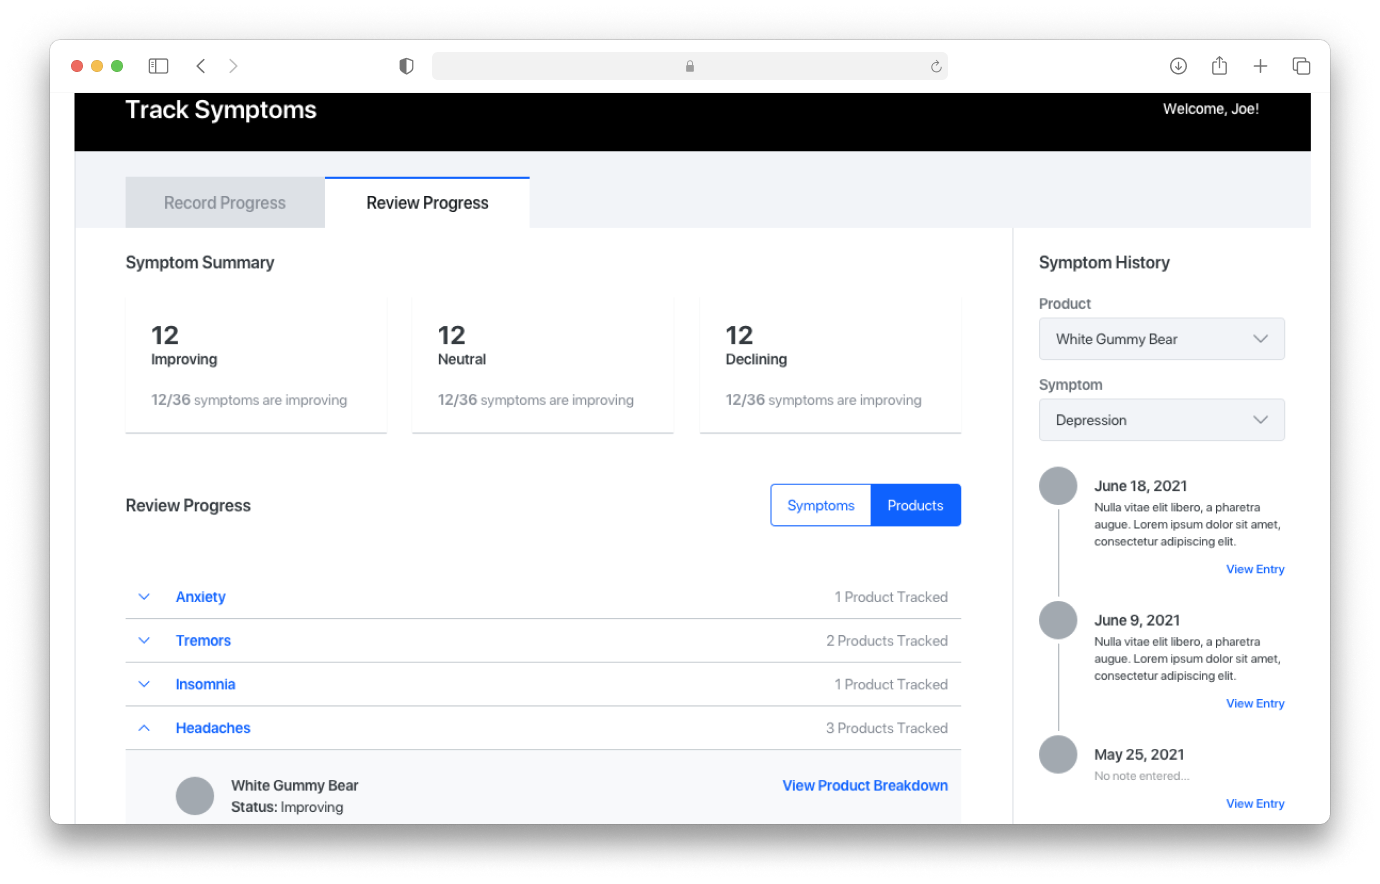 Track Symptoms
Welcome, Joe!
Record Progress
Review Progress
Symptom Summary
12
Improving
12/36 symptoms are improving
12
Neutral
12/36 symptoms are improving
12
Declining
12/36 symptoms are improving
Review Progress
Symptoms
Products
Anxiety
1 Product Tracked
Tremors
2 Products Tracked
Insomnia
1 Product Tracked
Headaches
3 Products Tracked
White Gummy Bear
Status: Improving
View Product Breakdown
Symptom History
Product
White Gummy Bear
Symptom
Depression
June 18, 2021
Nulla vitae elit libero, a pharetra
augue. Lorem ipsum dolor sit amet,
consectetur adipiscing elit.
View Entry
June 9, 2021
Nulla vitae elit libero, a pharetra
augue. Lorem ipsum dolor sit amet,
consectetur adipiscing elit.
View Entry
May 25, 2021
No note entered...
View Entry